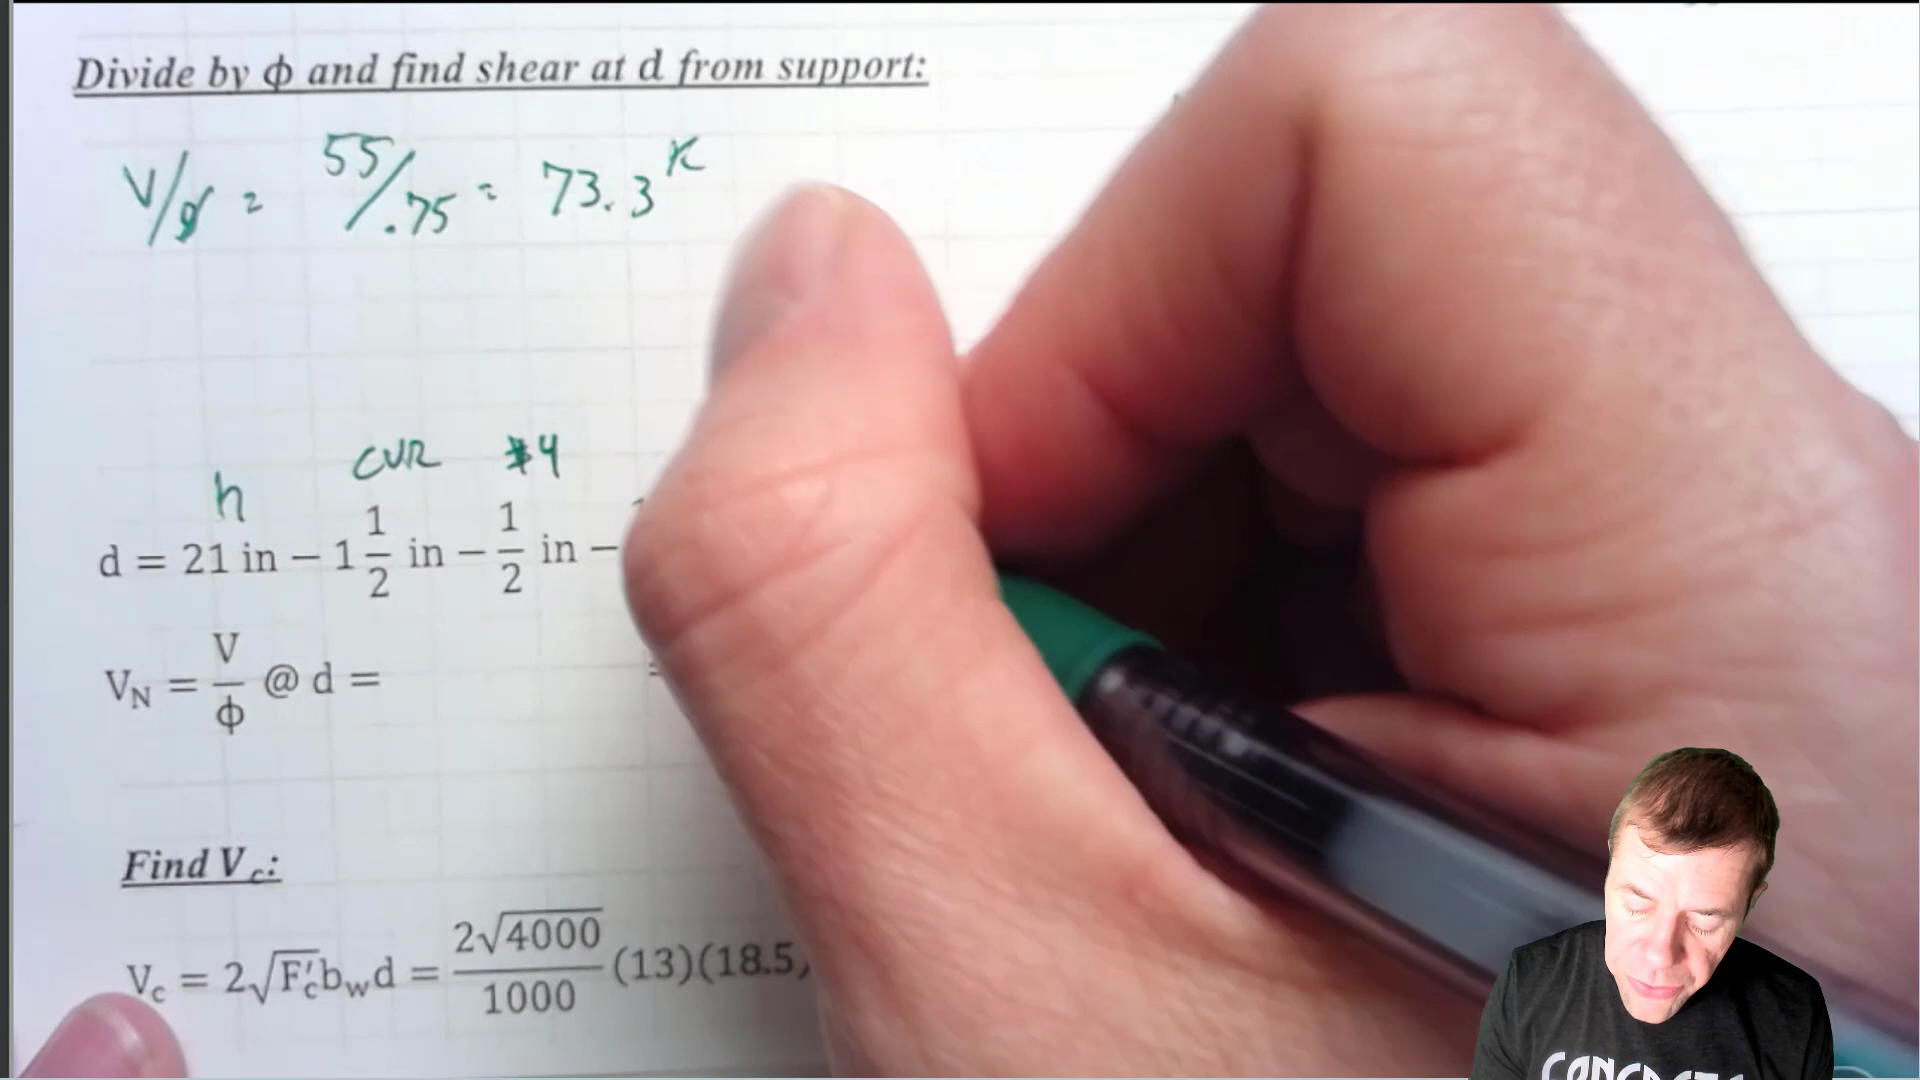 Divide by ϕ and find shear at d from support:
V/ϕ = 55/.75 = 73.3 K
h CVR #4
d = 21 in − 1 1/2 in − 1/2 in −
V_N = V/ϕ @ d =
Find V_c:
V_c = 2√F'_c b_w d = 2√4000/1000 (13)(18.5